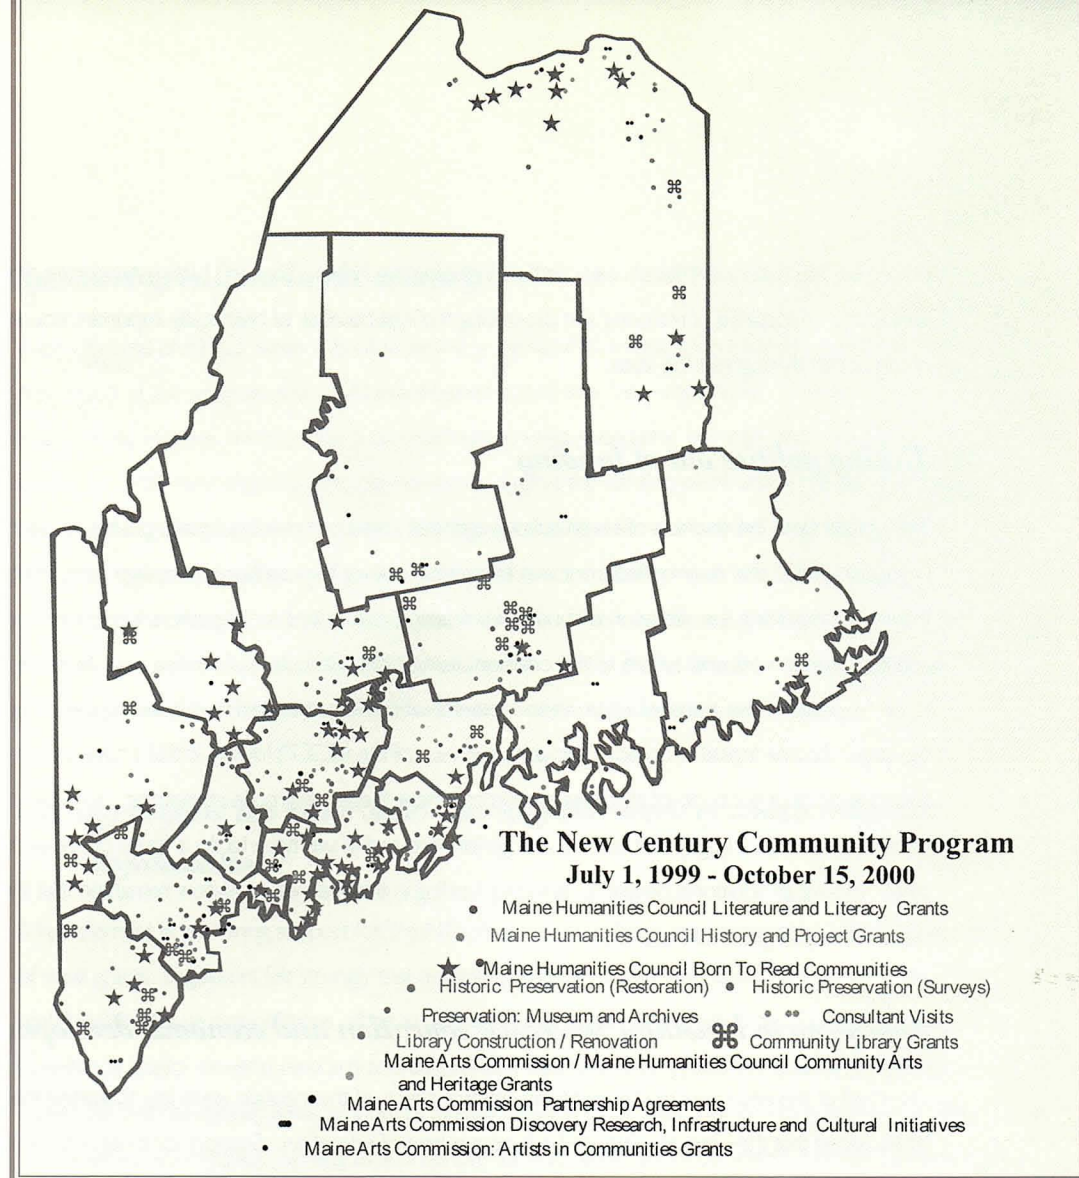 The New Century Community Program
July 1, 1999 - October 15, 2000
Maine Humanities Council Literature and Literacy Grants
Maine Humanities Council History and Project Grants
Maine Humanities Council Born To Read Communities
Historic Preservation (Restoration) Historic Preservation (Surveys)
Preservation: Museum and Archives Consultant Visits
Library Construction / Renovation Community Library Grants
Maine Arts Commission / Maine Humanities Council Community Arts
and Heritage Grants
Maine Arts Commission Partnership Agreements
Maine Arts Commission Discovery Research, Infrastructure and Cultural Initiatives
Maine Arts Commission: Artists in Communities Grants